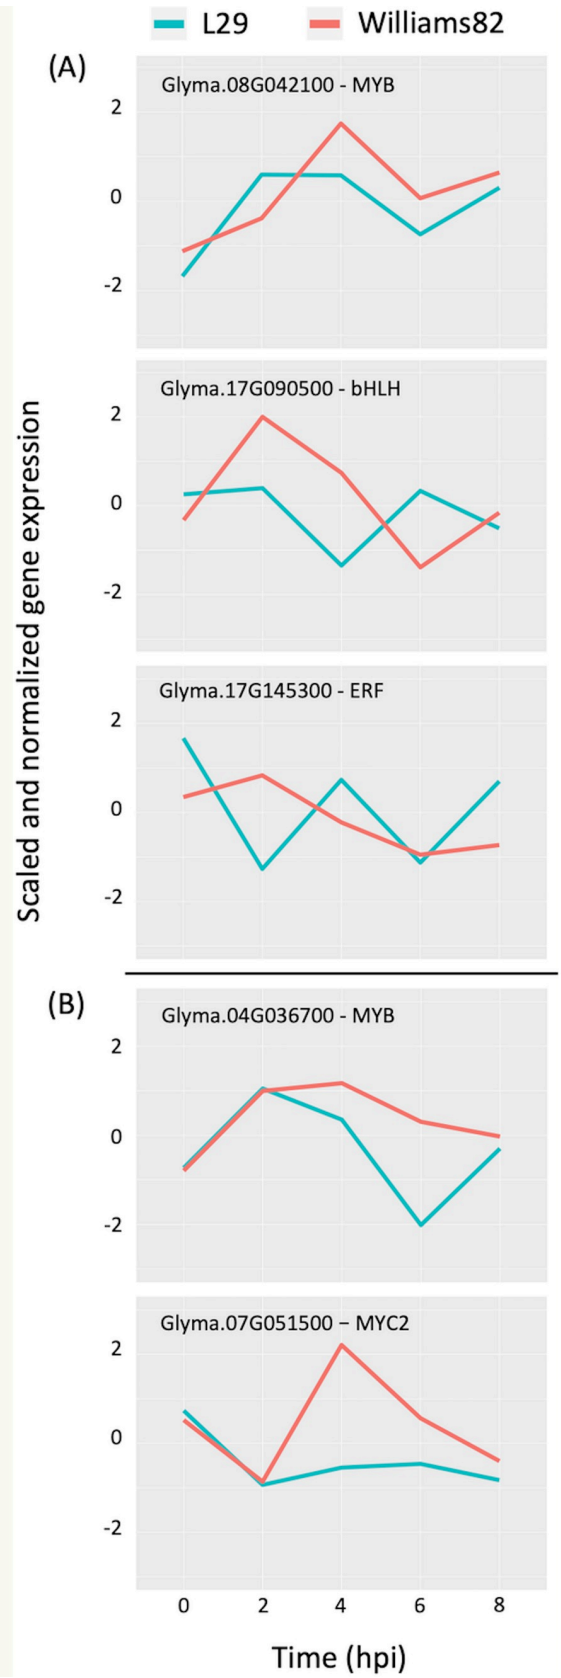 L29 Williams82
(A)
Glyma.08G042100 - MYB
2
0
-2
Glyma.17G090500 - bHLH
2
0
-2
Scaled and normalized gene expression
Glyma.17G145300 - ERF
2
0
-2
(B)
Glyma.04G036700 - MYB
2
0
-2
Glyma.07G051500 – MYC2
2
0
-2
0 2 4 6 8
Time (hpi)